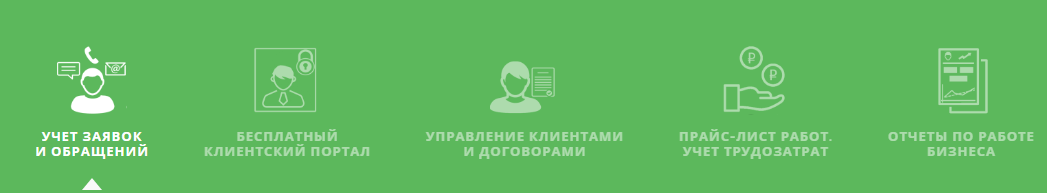 УЧЕТ ЗАЯВОК
И ОБРАЩЕНИЙ
БЕСПЛАТНЫЙ
КЛИЕНТСКИЙ ПОРТАЛ
УПРАВЛЕНИЕ КЛИЕНТАМИ
И ДОГОВОРАМИ
ПРАЙС-ЛИСТ РАБОТ.
УЧЕТ ТРУДОЗАТРАТ
ОТЧЕТЫ ПО РАБОТЕ
БИЗНЕСА